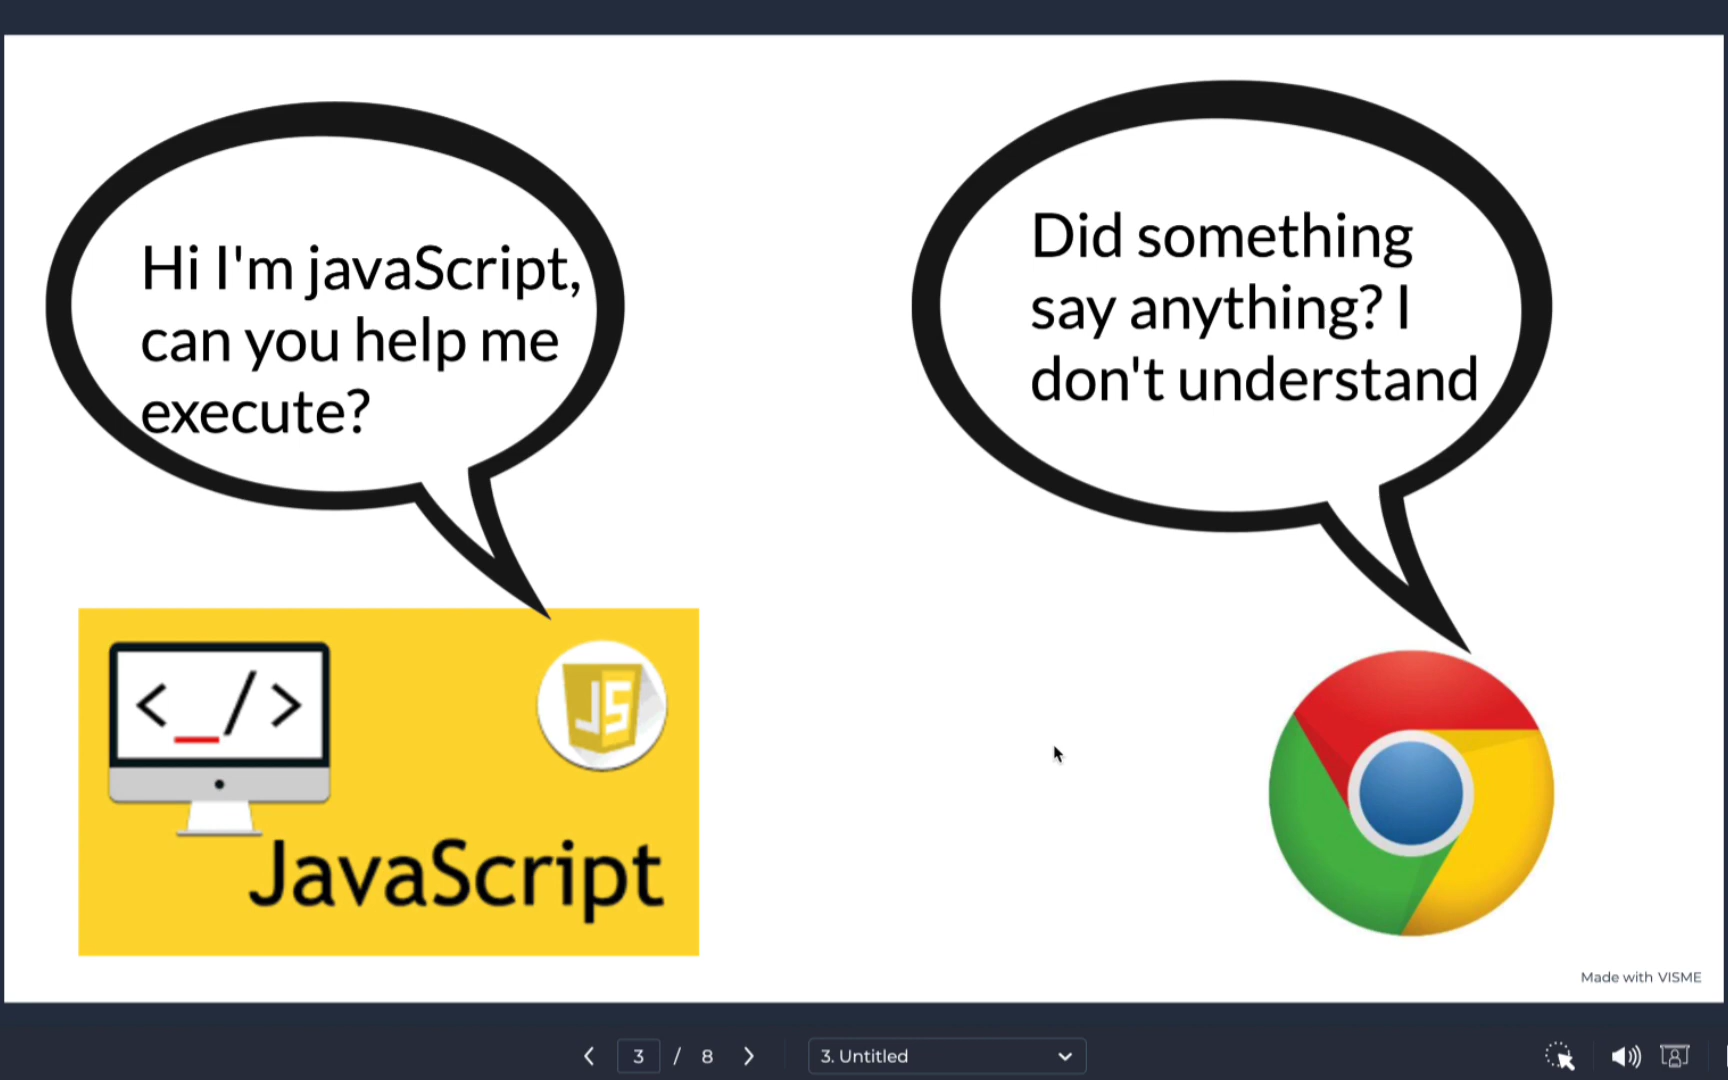 Hi I'm javaScript,
can you help me
execute?
Did something
say anything? I
don't understand
<_/>
JS
JavaScript
Made with VISME
3 / 8
3. Untitled